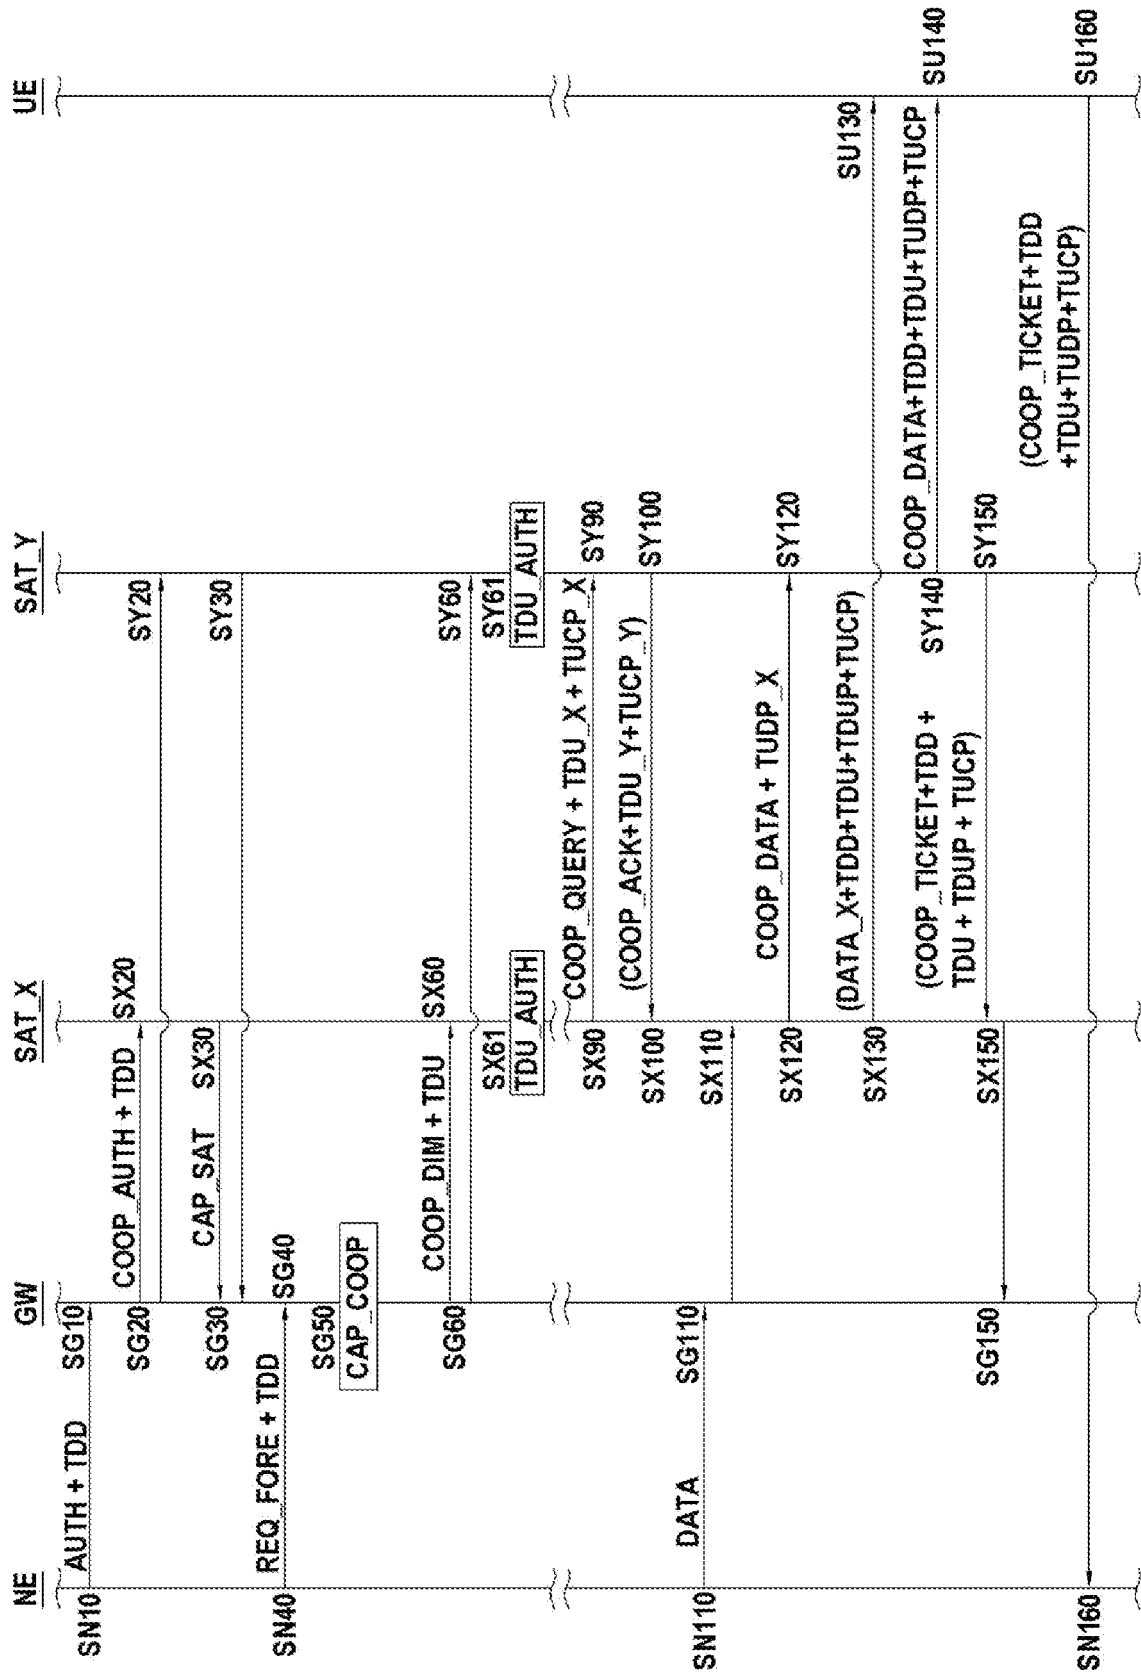 NE
GW
SAT_X
SAT_Y
UE
SN10
AUTH + TDD
SG10
SG20
COOP_AUTH + TDD
SX20
SY20
SG30
CAP_SAT
SX30
SY30
SN40
REQ_FORE + TDD
SG40
SG50
CAP_COOP
SG60
COOP_DIM + TDU
SX60
SY60
SX61
TDU_AUTH
SY61
TDU_AUTH
SX90
COOP_QUERY + TDU_X + TUCP_X
SY90
SX100
(COOP_ACK+TDU_Y+TUCP_Y)
SY100
SN110
DATA
SG110
SX110
SX120
COOP_DATA + TUDP_X
SY120
SX130
(DATA_X+TDD+TDU+TDUP+TUCP)
SU130
SY140
COOP_DATA+TDD+TDU+TUDP+TUCP
SU140
SG150
SX150
(COOP_TICKET+TDD +
TDU + TDUP + TUCP)
SY150
SN160
(COOP_TICKET+TDD
+TDU+TUDP+TUCP)
SU160